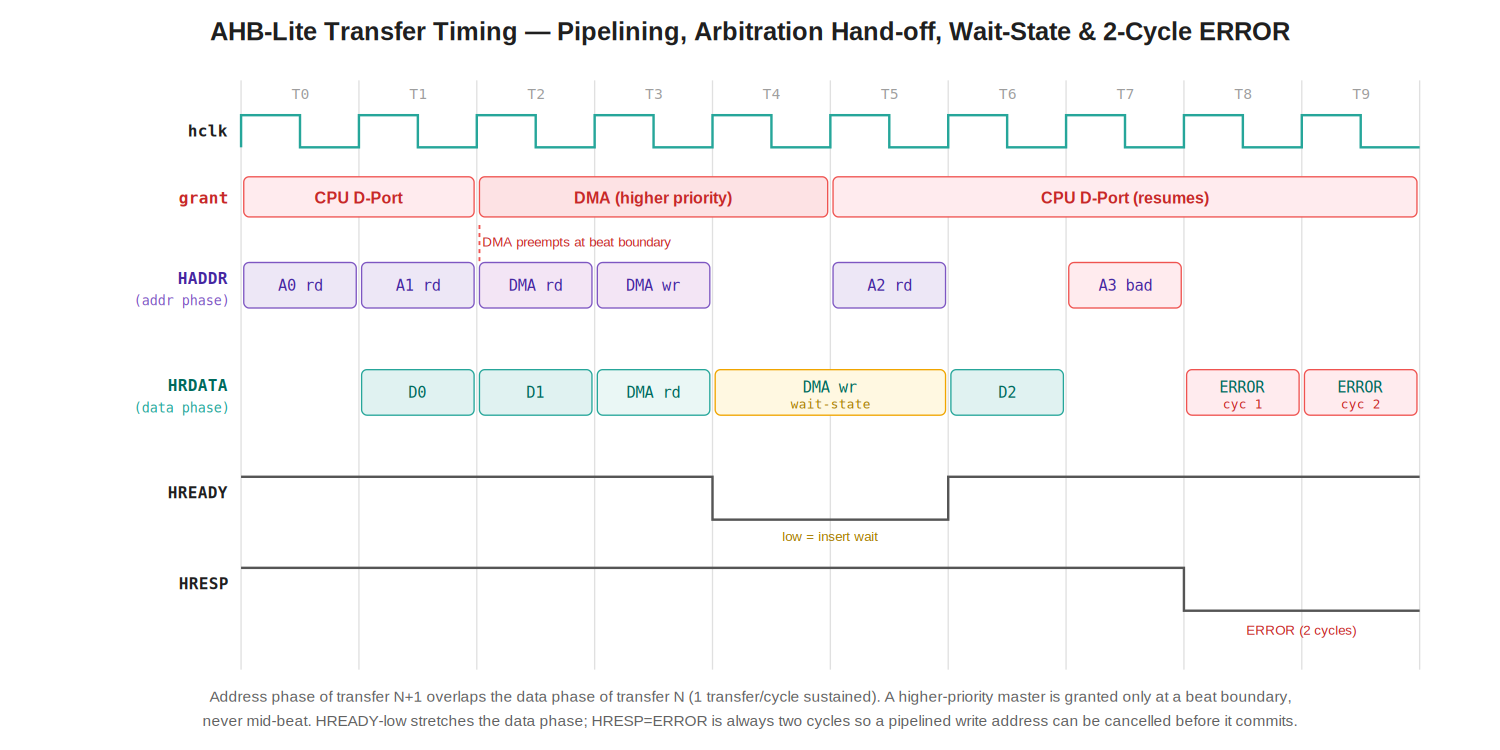 AHB-Lite Transfer Timing — Pipelining, Arbitration Hand-off, Wait-State & 2-Cycle ERROR
T0 T1 T2 T3 T4 T5 T6 T7 T8 T9
hclk
grant
CPU D-Port DMA (higher priority) CPU D-Port (resumes)
DMA preempts at beat boundary
HADDR
(addr phase)
A0 rd A1 rd DMA rd DMA wr A2 rd A3 bad
HRDATA
(data phase)
D0 D1 DMA rd DMA wr D2 ERROR ERROR
wait-state cyc 1 cyc 2
HREADY
low = insert wait
HRESP
ERROR (2 cycles)
Address phase of transfer N+1 overlaps the data phase of transfer N (1 transfer/cycle sustained). A higher-priority master is granted only at a beat boundary,
never mid-beat. HREADY-low stretches the data phase; HRESP=ERROR is always two cycles so a pipelined write address can be cancelled before it commits.